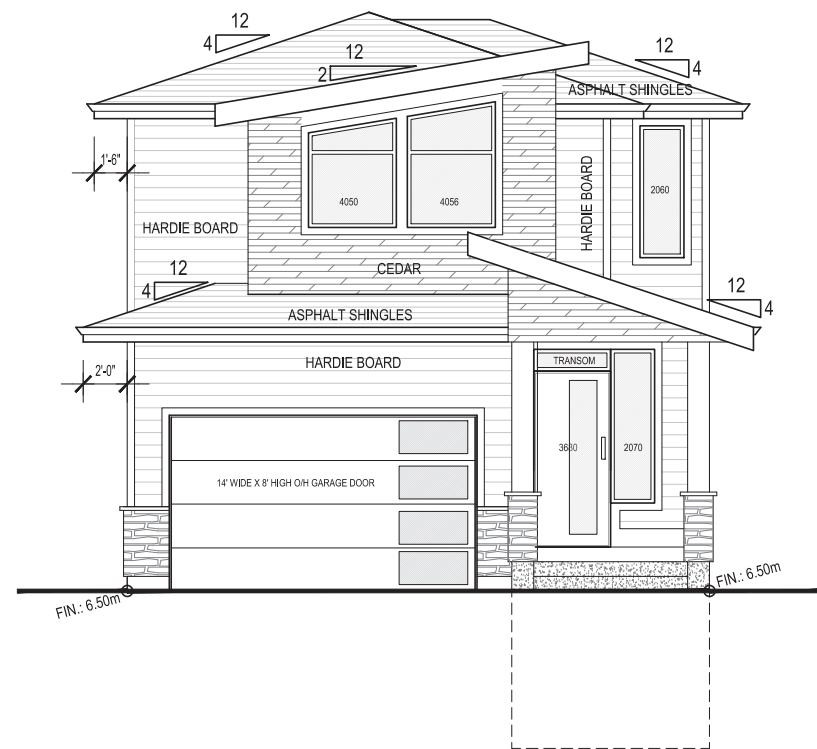 12
4
12
2
12
4
ASPHALT SHINGLES
1'-6"
4050
4056
HARDIE BOARD
2060
HARDIE BOARD
CEDAR
12
4
12
4
ASPHALT SHINGLES
HARDIE BOARD
TRANSOM
2'-0"
3680
2070
14' WIDE X 8' HIGH O/H GARAGE DOOR
FIN.: 6.50m
FIN.: 6.50m